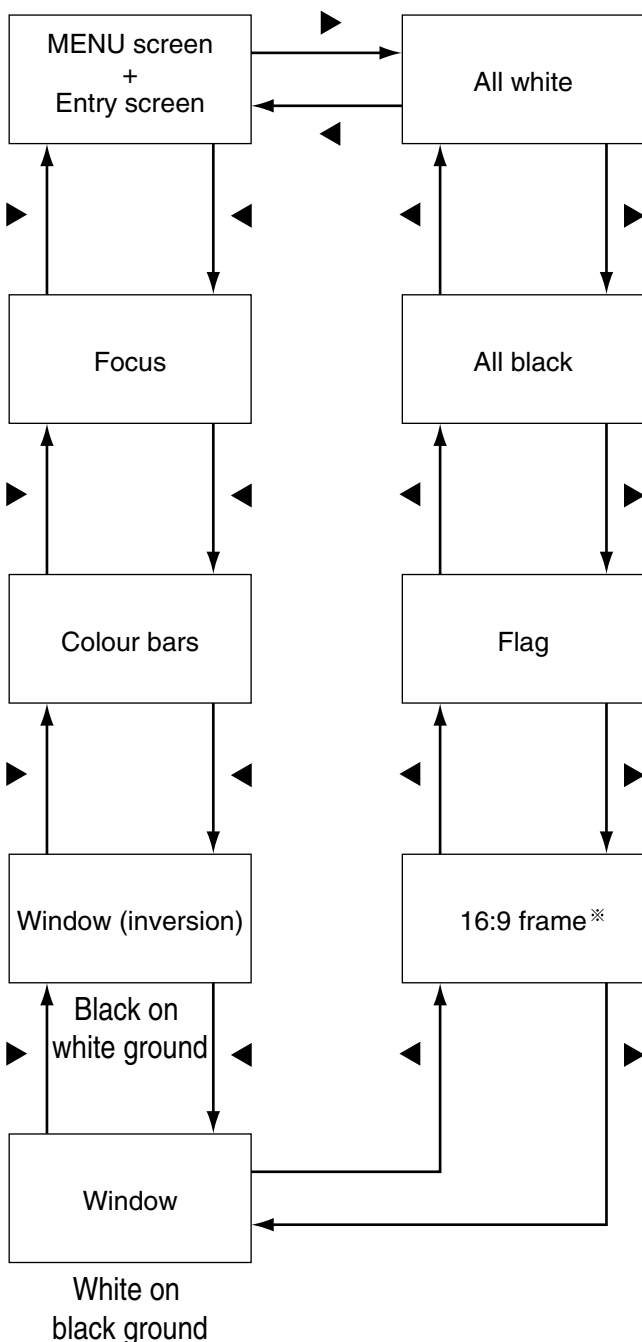 MENU screen
+
Entry screen
All white
Focus
All black
Colour bars
Flag
Window (inversion)
16:9 frame※
Black on
white ground
Window
White on
black ground